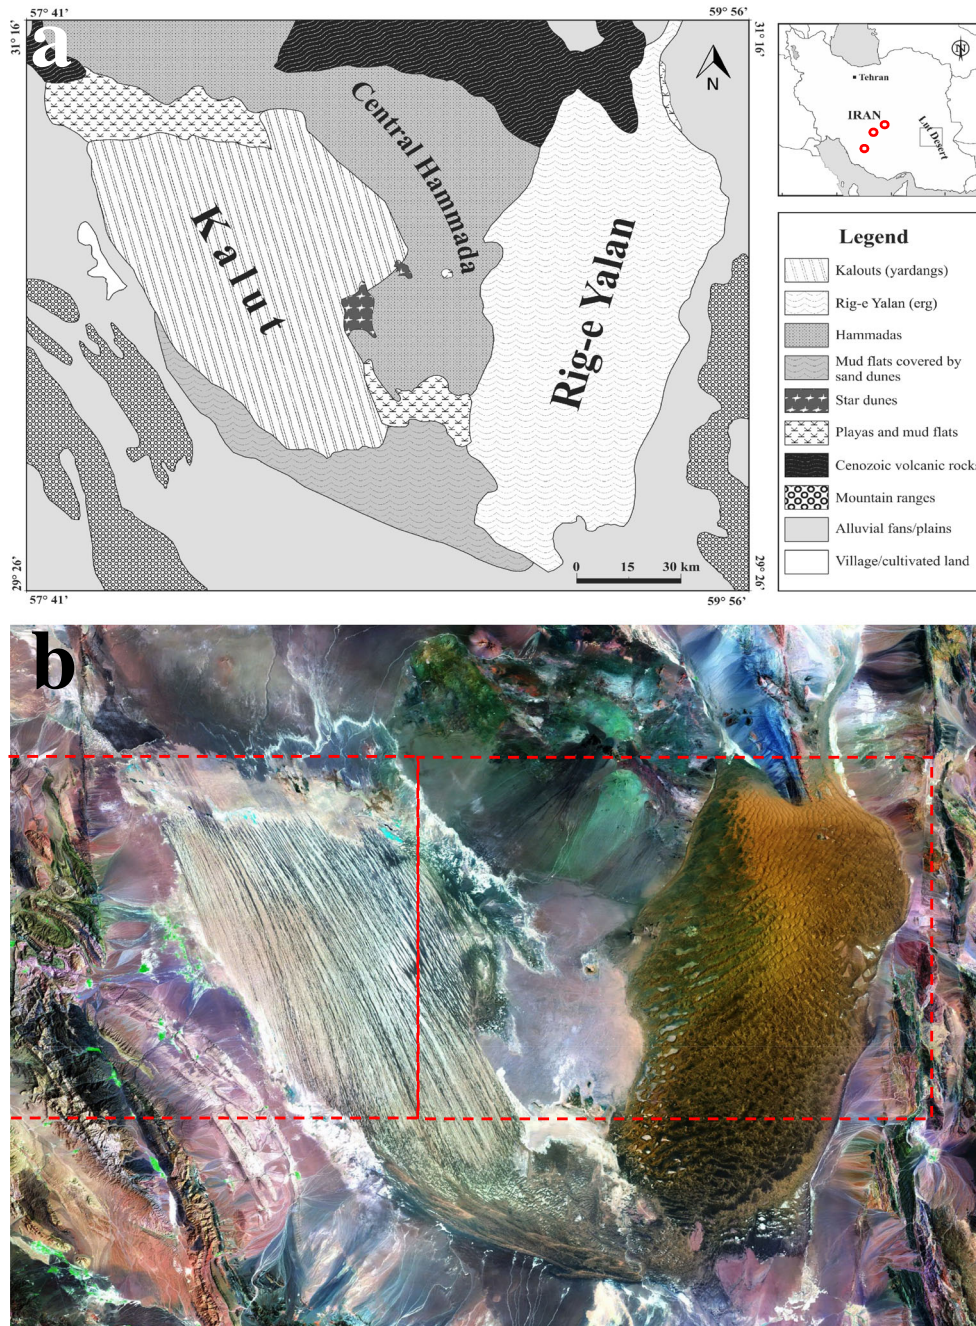 57° 41’
59° 56’
31° 16’
31° 16’
a
N
Central Hammada
Kalut
Rig-e Yalan
0 15 30 km
29° 26’
29° 26’
57° 41’
59° 56’
N
Tehran
IRAN
Lut Desert
Legend
Kalouts (yardangs)
Rig-e Yalan (erg)
Hammadas
Mud flats covered by
sand dunes
Star dunes
Playas and mud flats
Cenozoic volcanic rocks
Mountain ranges
Alluvial fans/plains
Village/cultivated land
b